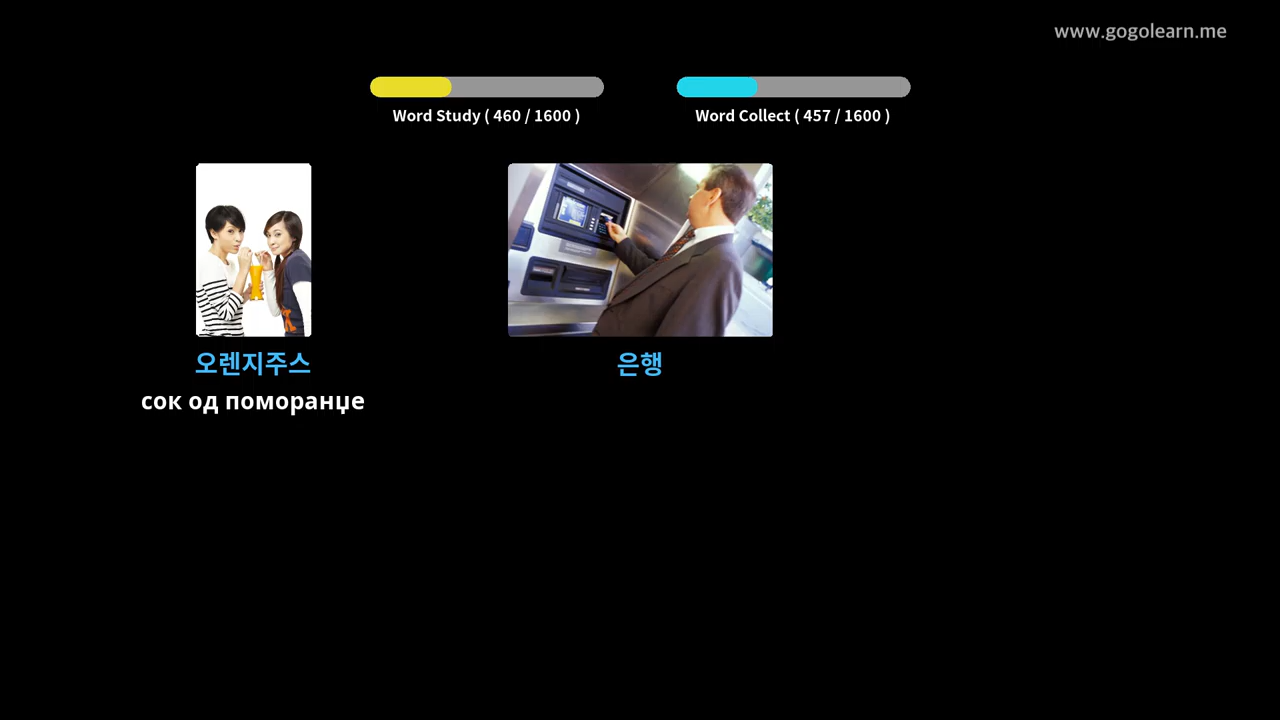 www.gogolearn.me
Word Study ( 460 / 1600 )
Word Collect ( 457 / 1600 )
오렌지주스
은행
сок од поморанџе